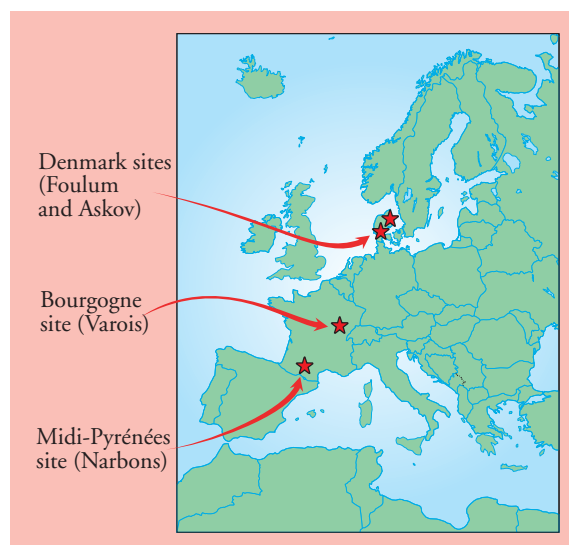 Denmark sites
(Foulum
and Askov)
Bourgogne
site (Varois)
Midi-Pyrénées
site (Narbons)